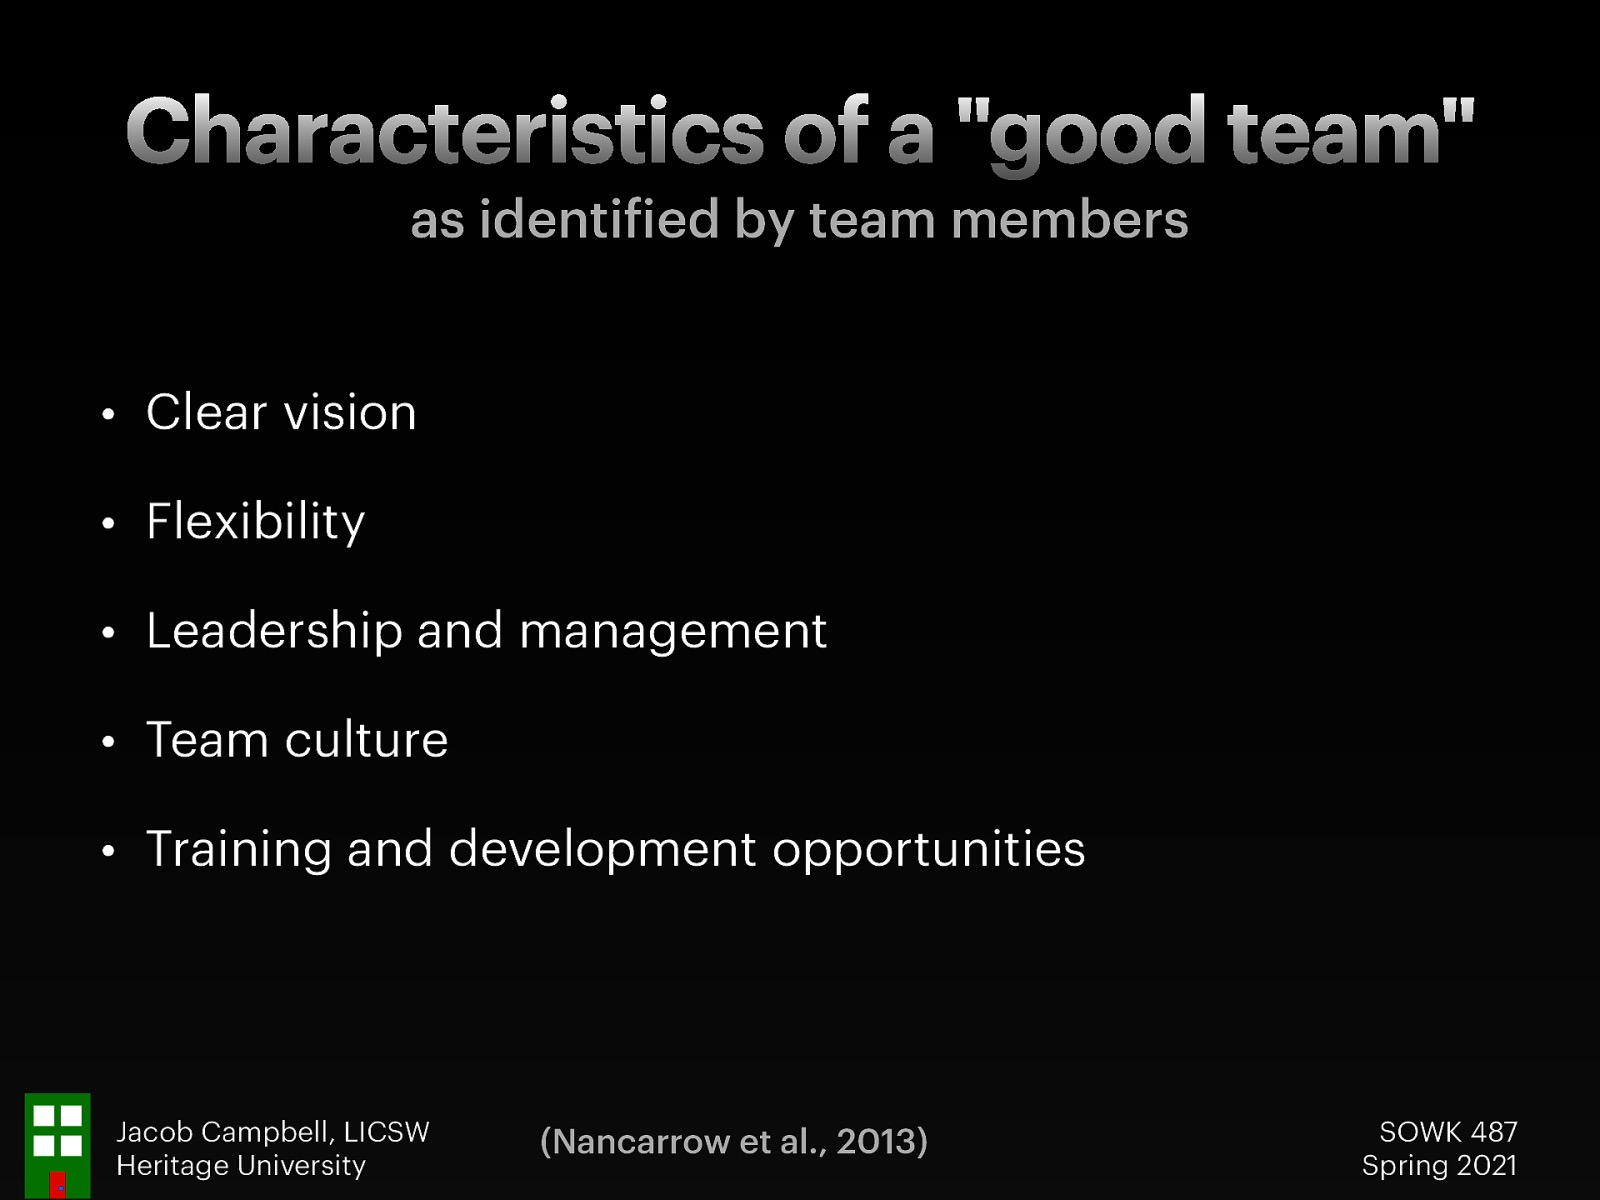 Characteristics of a "good team"
as identified by team members
• Clear vision
• Flexibility
• Leadership and management
• Team culture
• Training and development opportunities
Jacob Campbell, LICSW
Heritage University
(Nancarrow et al., 2013)
SOWK 487
Spring 2021